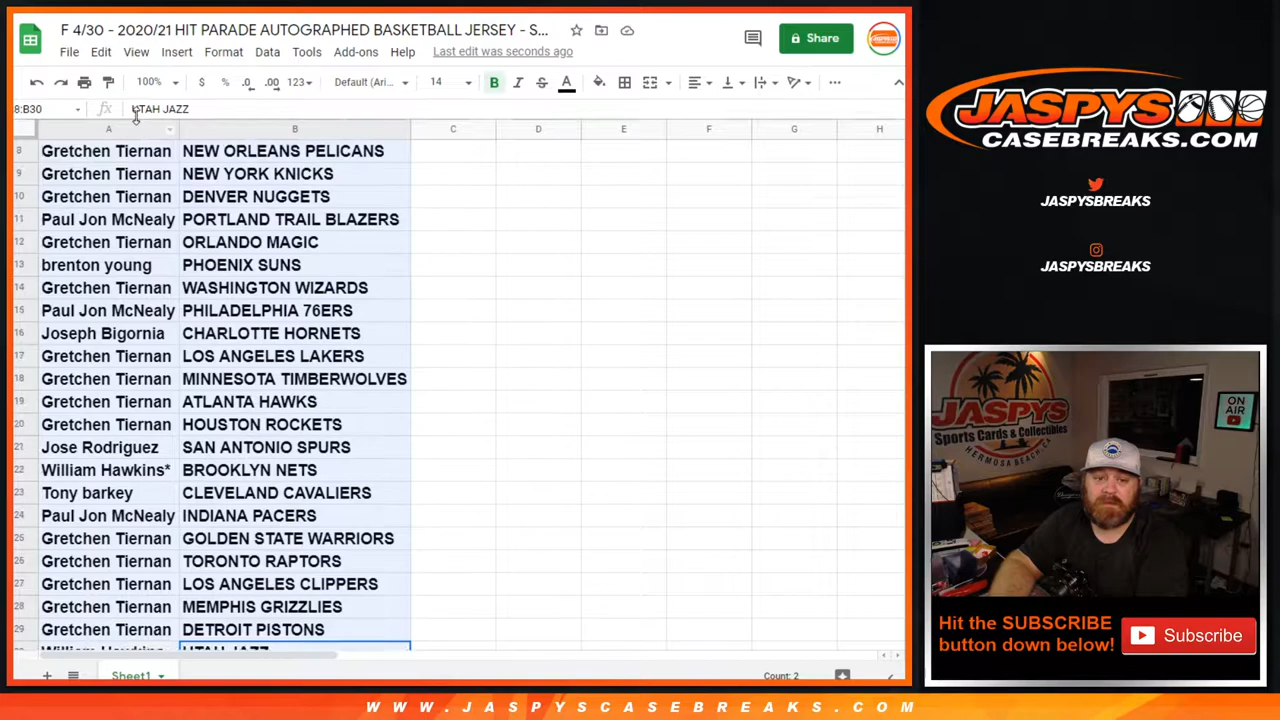 F 4/30 - 2020/21 HIT PARADE AUTOGRAPHED BASKETBALL JERSEY - S...
Share
File Edit View Insert Format Data Tools Add-ons Help Last edit was seconds ago
100% $ % .0 .00 123 Default (Ari... 14 B I S A
8:B30 fx UTAH JAZZ
A B C D E F G H
8 Gretchen Tiernan NEW ORLEANS PELICANS
9 Gretchen Tiernan NEW YORK KNICKS
10 Gretchen Tiernan DENVER NUGGETS
11 Paul Jon McNealy PORTLAND TRAIL BLAZERS
12 Gretchen Tiernan ORLANDO MAGIC
13 brenton young PHOENIX SUNS
14 Gretchen Tiernan WASHINGTON WIZARDS
15 Paul Jon McNealy PHILADELPHIA 76ERS
16 Joseph Bigornia CHARLOTTE HORNETS
17 Gretchen Tiernan LOS ANGELES LAKERS
18 Gretchen Tiernan MINNESOTA TIMBERWOLVES
19 Gretchen Tiernan ATLANTA HAWKS
20 Gretchen Tiernan HOUSTON ROCKETS
21 Jose Rodriguez SAN ANTONIO SPURS
22 William Hawkins* BROOKLYN NETS
23 Tony barkey CLEVELAND CAVALIERS
24 Paul Jon McNealy INDIANA PACERS
25 Gretchen Tiernan GOLDEN STATE WARRIORS
26 Gretchen Tiernan TORONTO RAPTORS
27 Gretchen Tiernan LOS ANGELES CLIPPERS
28 Gretchen Tiernan MEMPHIS GRIZZLIES
29 Gretchen Tiernan DETROIT PISTONS
William Hawkins UTAH JAZZ
Sheet1 Count: 2
JASPYS
CASEBREAKS.COM
JASPYSBREAKS
JASPYSBREAKS
JASPYS
Sports Cards & Collectibles
HERMOSA BEACH, CA
ON
AIR
Hit the SUBSCRIBE
button down below!
Subscribe
WWW.JASPYSCASEBREAKS.COM